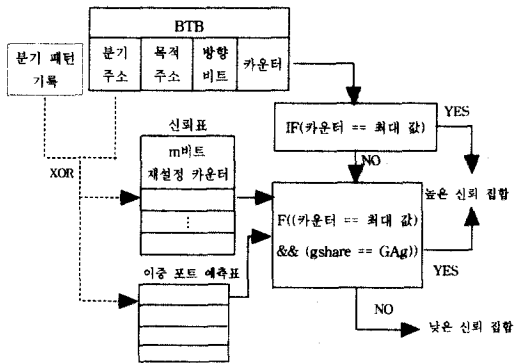 BTB
분기 패턴
기록
분기
주소
목적
주소
방향
비트
카운터
신뢰표
m비트
재설정 카운터
XOR
IF(카운터 == 최대 값)
YES
NO
높은 신뢰 집합
F((카운터 == 최대 값)
&& (gshare == GAg))
YES
NO
이중 포트 예측표
낮은 신뢰 집합